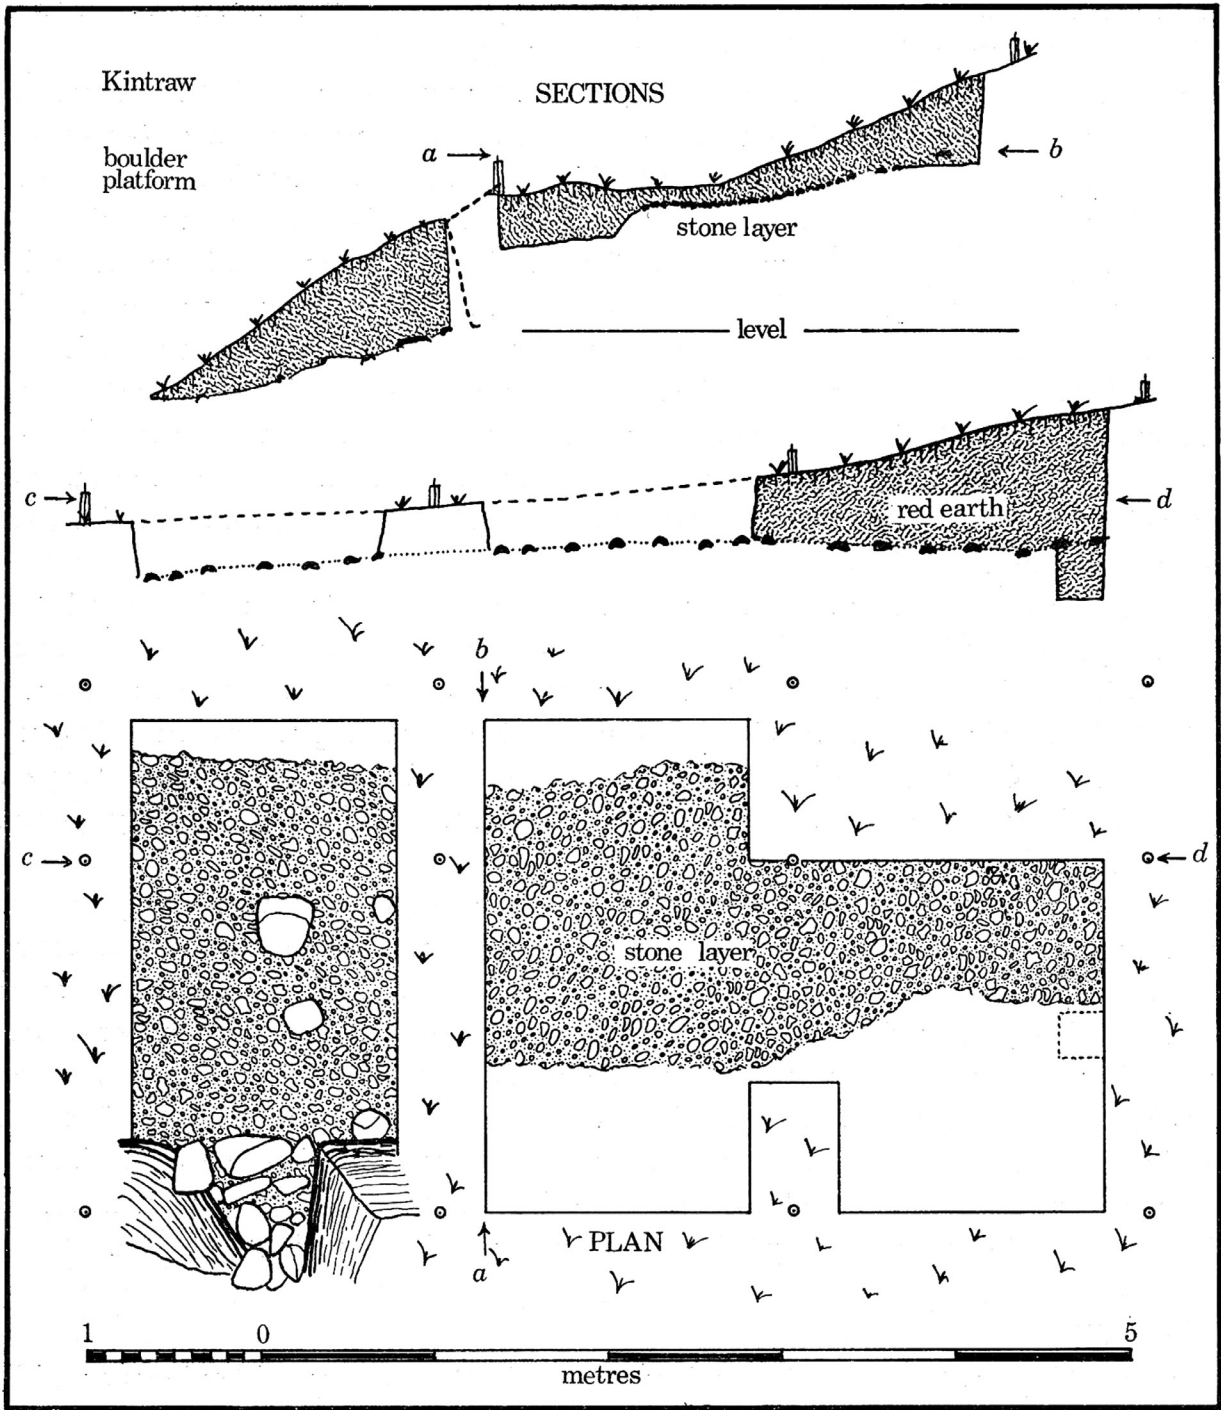 Kintraw
SECTIONS
boulder
platform
a
b
stone layer
level
c
red earth
d
b
c
d
stone layer
PLAN
a
1
0
5
metres